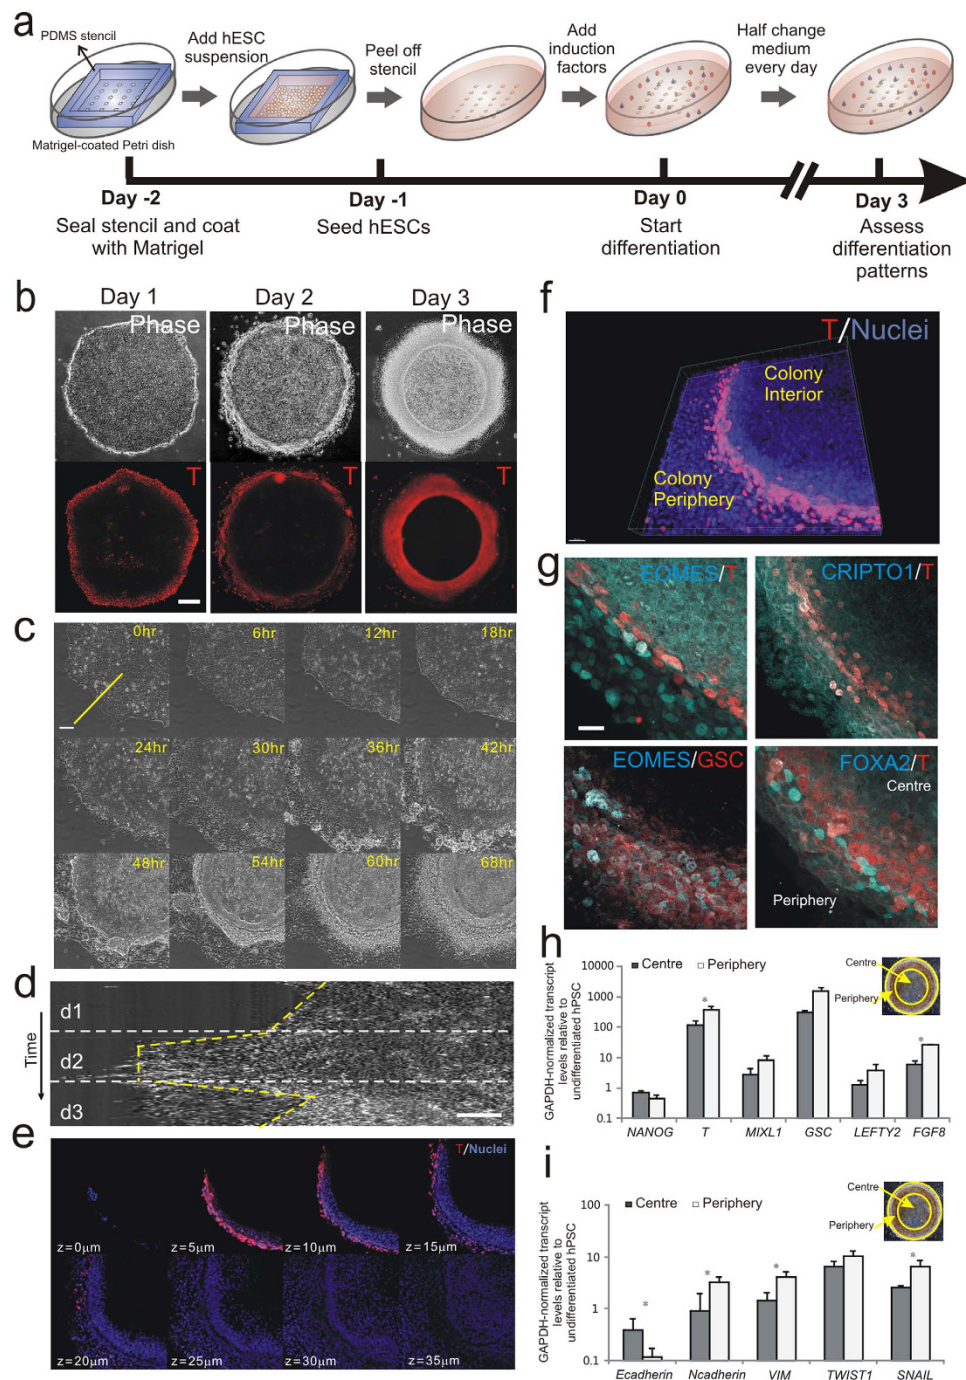 a
PDMS stencil
Add hESC
suspension
Peel off
stencil
Add
induction
factors
Half change
medium
every day
Matrigel-coated Petri dish
Day -2
Day -1
Day 0
Day 3
Seal stencil and coat
with Matrigel
Seed hESCs
Start
differentiation
Assess
differentiation
patterns
b
Day 1
Day 2
Day 3
Phase
Phase
Phase
T
T
T
c
0hr
6hr
12hr
18hr
24hr
30hr
36hr
42hr
48hr
54hr
60hr
68hr
d
Time
d1
d2
d3
e
T/Nuclei
z=0μm
z=5μm
z=10μm
z=15μm
z=20μm
z=25μm
z=30μm
z=35μm
f
T/Nuclei
Colony
Interior
Colony
Periphery
g
EOMES/T
CRIPTO1/T
EOMES/GSC
FOXA2/T
Centre
Periphery
h
GAPDH-normalized transcript
levels relative to
undifferentiated hPSC
10000
1000
100
10
1
0.1
Centre
Periphery
*
*
Centre
Periphery
NANOG
T
MIXL1
GSC
LEFTY2
FGF8
i
GAPDH-normalized transcript
levels relative to
undifferentiated hPSC
100
10
1
0.1
Centre
Periphery
*
*
*
*
Centre
Periphery
Ecadherin
Ncadherin
VIM
TWIST1
SNAIL